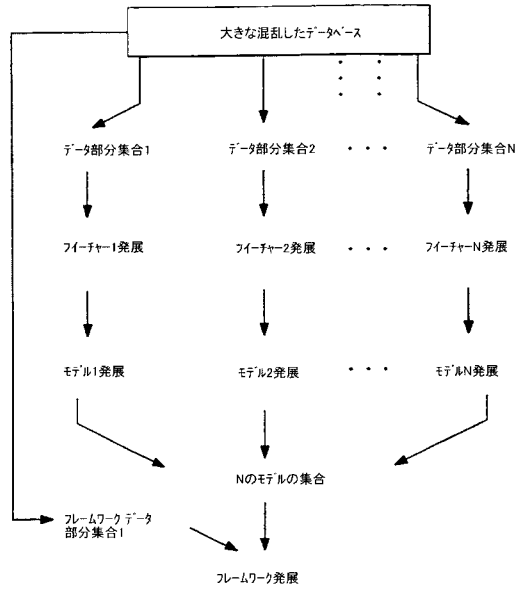 大きな混乱したデータベース
データ部分集合1
データ部分集合2
・・・
データ部分集合N
フイーチャー1発展
フイーチャー2発展
・・・
フイーチャーN発展
モデル1発展
モデル2発展
・・・
モデルN発展
Nのモデルの集合
フレームワーク データ
部分集合1
フレームワーク発展